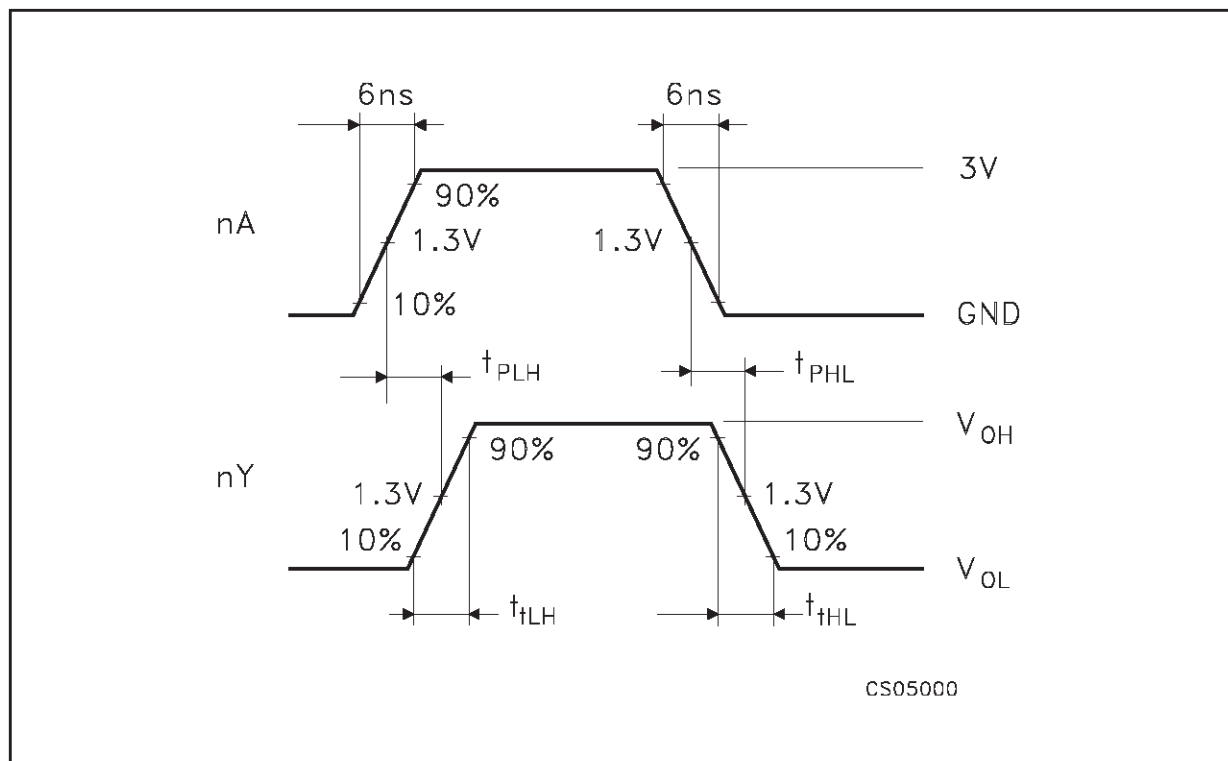 6ns 6ns
3V
90%
nA 1.3V 1.3V
10%
GND
tPLH tPHL
VOH
90% 90%
nY 1.3V 1.3V
10% 10%
VOL
ttLH ttHL
CS05000